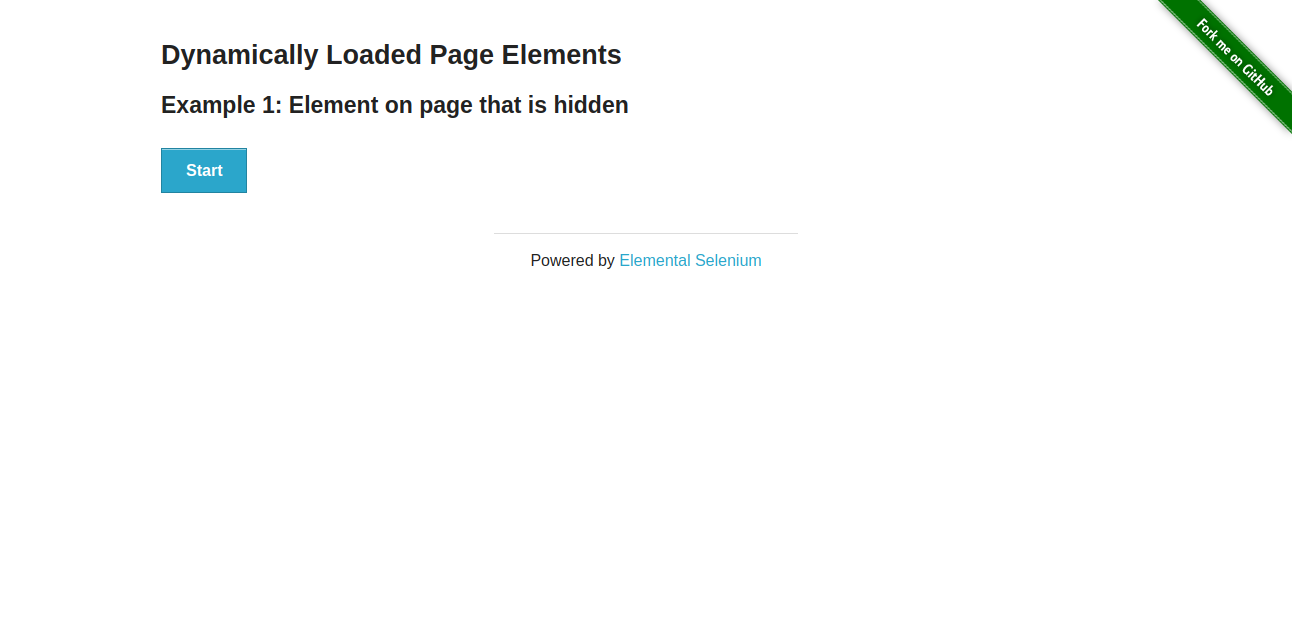 Dynamically Loaded Page Elements
Example 1: Element on page that is hidden
Start
Powered by Elemental Selenium
Fork me on GitHub